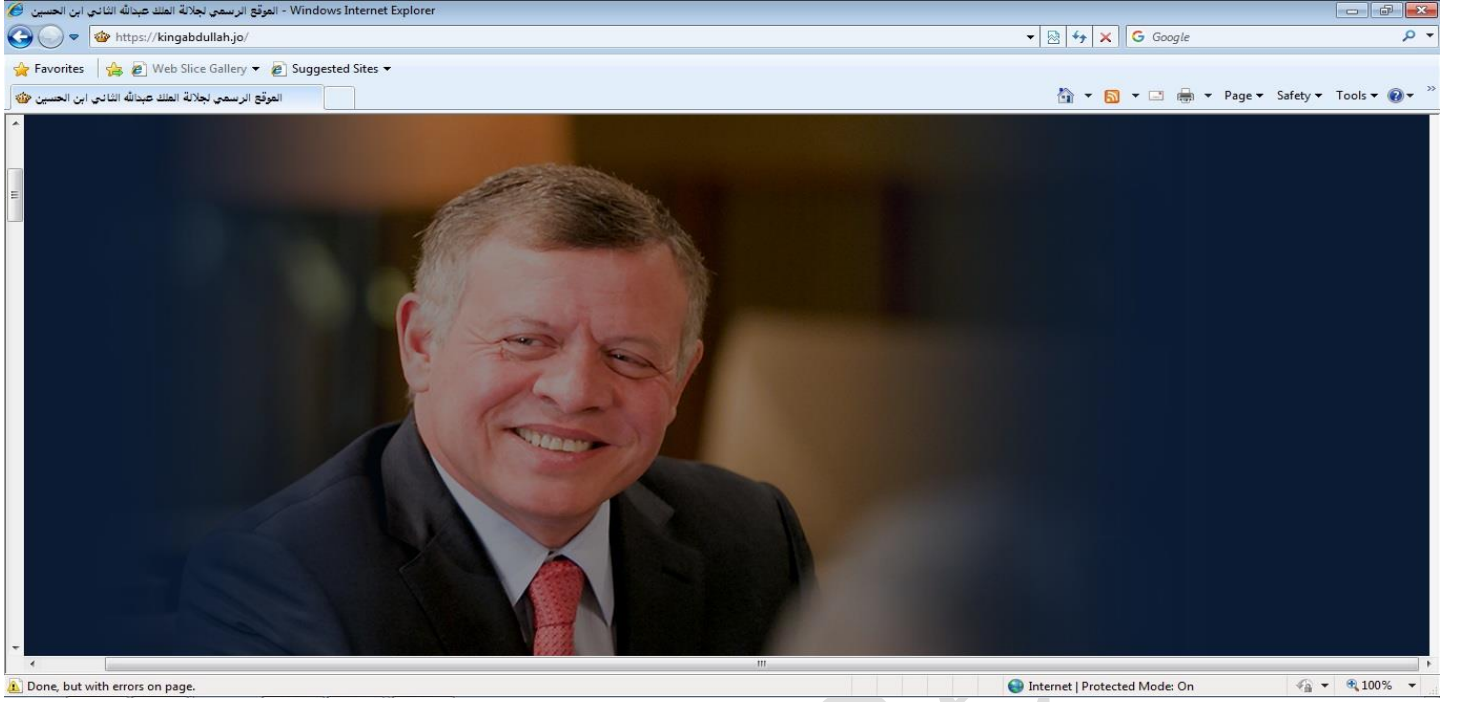 الموقع الرسمي لجلالة الملك عبدالله الثاني ابن الحسين - Windows Internet Explorer
https://kingabdullah.jo/
Google
Favorites Web Slice Gallery Suggested Sites
الموقع الرسمي لجلالة الملك عبدالله الثاني ابن الحسين
Page Safety Tools
Done, but with errors on page.
Internet | Protected Mode: On
100%